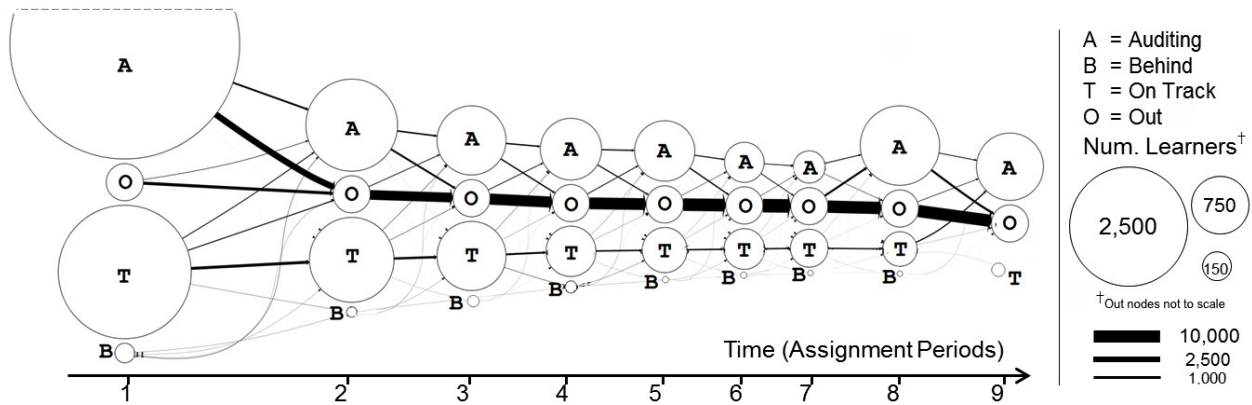 A A A A A A A A A
O O O O O O O O O
T T T T T T T T T
B B B B B B B B
Time (Assignment Periods)
1 2 3 4 5 6 7 8 9
A = Auditing
B = Behind
T = On Track
O = Out
Num. Learners†
2,500
750
150
†Out nodes not to scale
10,000
2,500
1.000